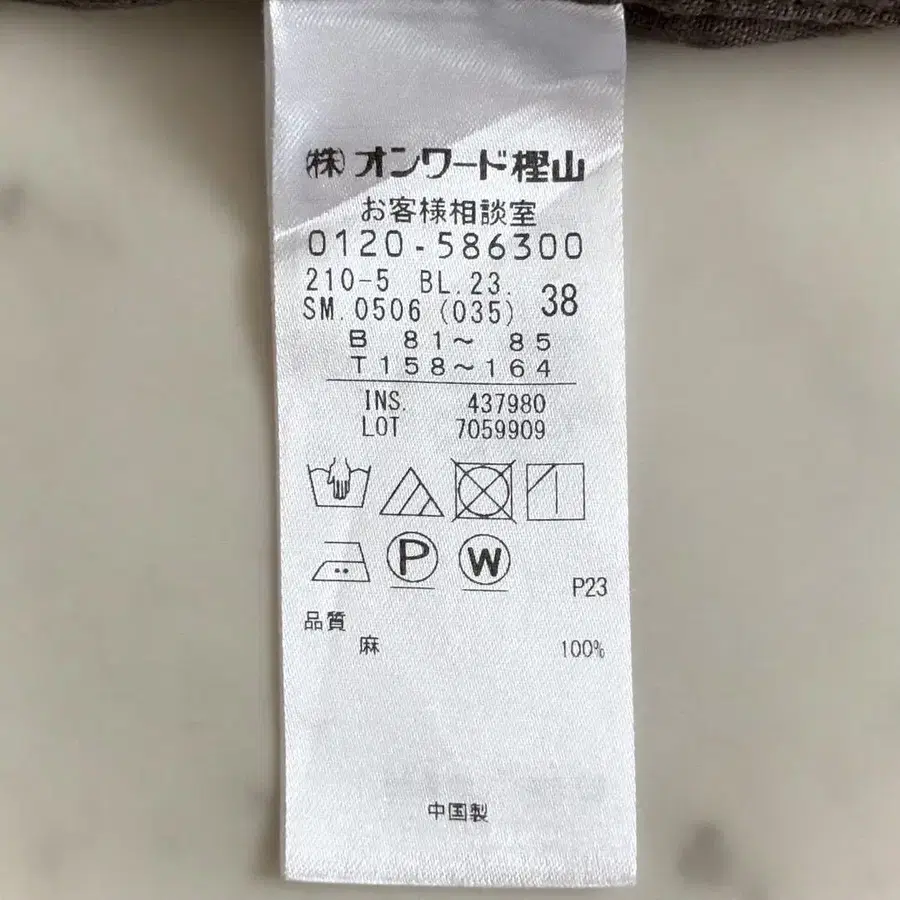 ㈱オンワード樫山
お客様相談室
0120-586300
210-5 BL.23. 38
SM.0506 (035)
B 81～ 85
T158～164
INS. 437980
LOT 7059909
P W
P23
品質
麻 100%
中国製